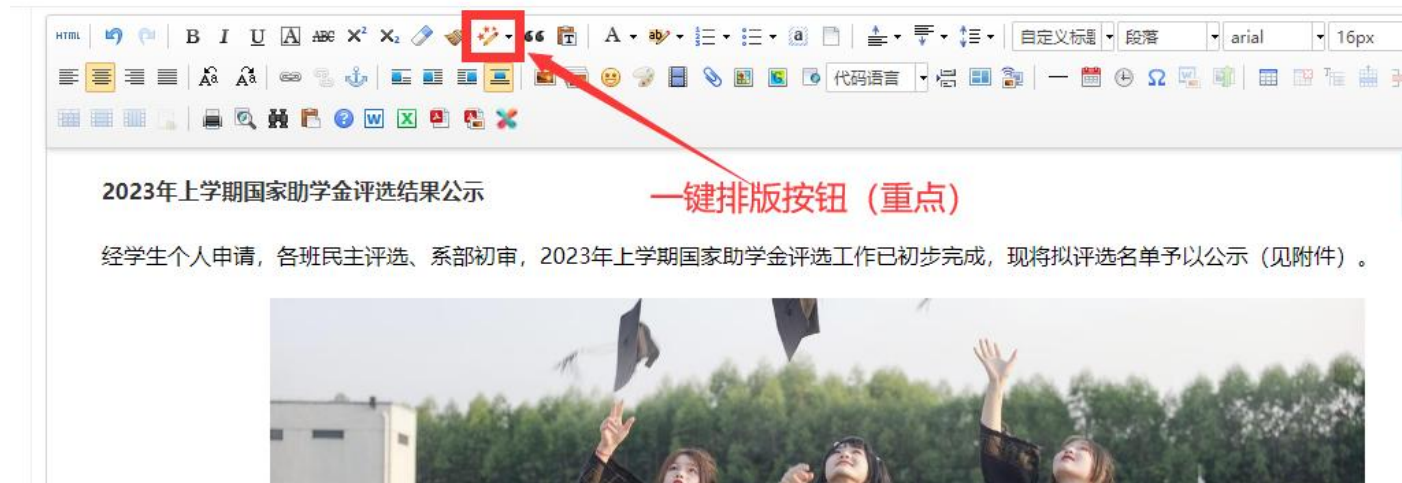 HTML B I U A ABC X² X₂ A ab a 自定义标题 段落 arial 16px
代码语言
2023年上学期国家助学金评选结果公示
一键排版按钮（重点）
经学生个人申请，各班民主评选、系部初审，2023年上学期国家助学金评选工作已初步完成，现将拟评选名单予以公示（见附件）。